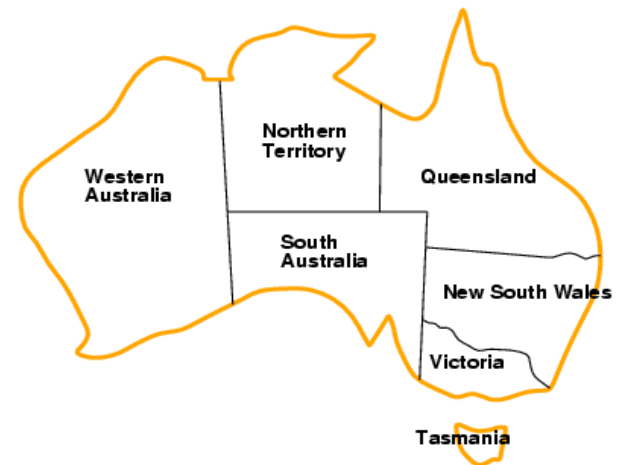 Northern
Territory
Western
Australia
Queensland
South
Australia
New South Wales
Victoria
Tasmania